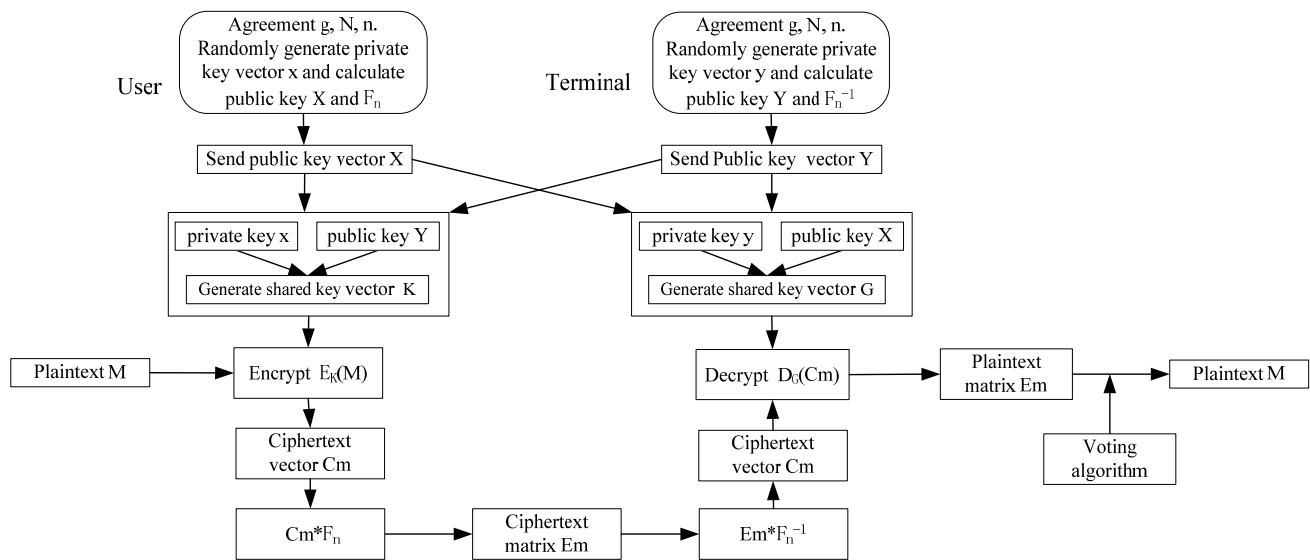 Agreement g, N, n.
Randomly generate private
key vector x and calculate
public key X and Fₙ
User
Agreement g, N, n.
Randomly generate private
key vector y and calculate
public key Y and Fₙ⁻¹
Terminal
Send public key vector X
Send Public key vector Y
private key x
public key Y
Generate shared key vector K
private key y
public key X
Generate shared key vector G
Plaintext M
Encrypt E_K(M)
Decrypt D_G(Cm)
Plaintext
matrix Em
Plaintext M
Ciphertext
vector Cm
Ciphertext
vector Cm
Voting
algorithm
Cm*Fₙ
Ciphertext
matrix Em
Em*Fₙ⁻¹